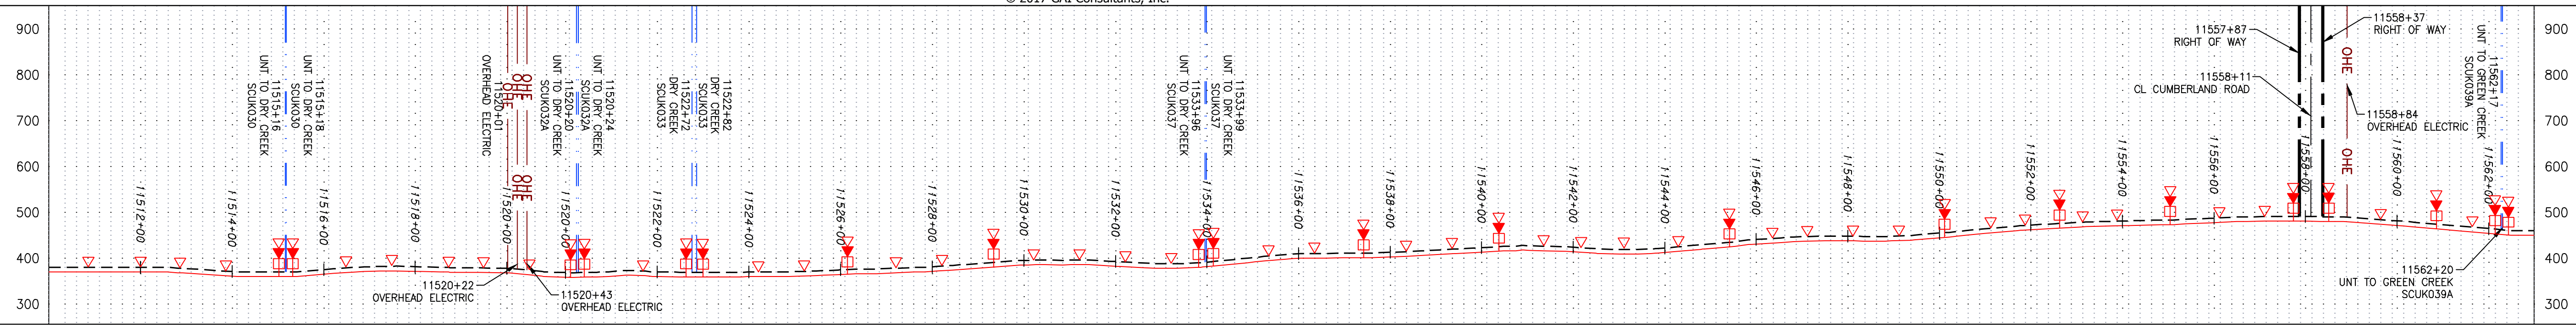 © 2017 GAI Consultants, Inc.
900
800
700
600
500
400
300
11512+00
11514+00
11515+16
UNT TO DRY CREEK
SCUK030
11515+18
UNT TO DRY CREEK
SCUK030
11516+00
11518+00
11520+01
OVERHEAD ELECTRIC
11520+00
OHE
OHE
OHE
OHE
OHE
11520+22
OVERHEAD ELECTRIC
11520+43
OVERHEAD ELECTRIC
11520+20
UNT TO DRY CREEK
SCUK032A
11520+24
UNT TO DRY CREEK
SCUK032A
11520+00
11522+72
DRY CREEK
SCUK033
11522+82
DRY CREEK
SCUK033
11522+00
11524+00
11526+00
11528+00
11530+00
11532+00
11533+96
UNT TO DRY CREEK
SCUK037
11533+99
UNT TO DRY CREEK
SCUK037
11534+00
11536+00
11538+00
11540+00
11542+00
11544+00
11546+00
11548+00
11550+00
11552+00
11554+00
11556+00
11557+87
RIGHT OF WAY
11558+37
RIGHT OF WAY
11558+11
CL CUMBERLAND ROAD
11558+00
OHE
OHE
11558+84
OVERHEAD ELECTRIC
11560+00
11562+17
UNT TO GREEN CREEK
SCUK039A
11562+00
11562+20
UNT TO GREEN CREEK
SCUK039A
900
800
700
600
500
400
300